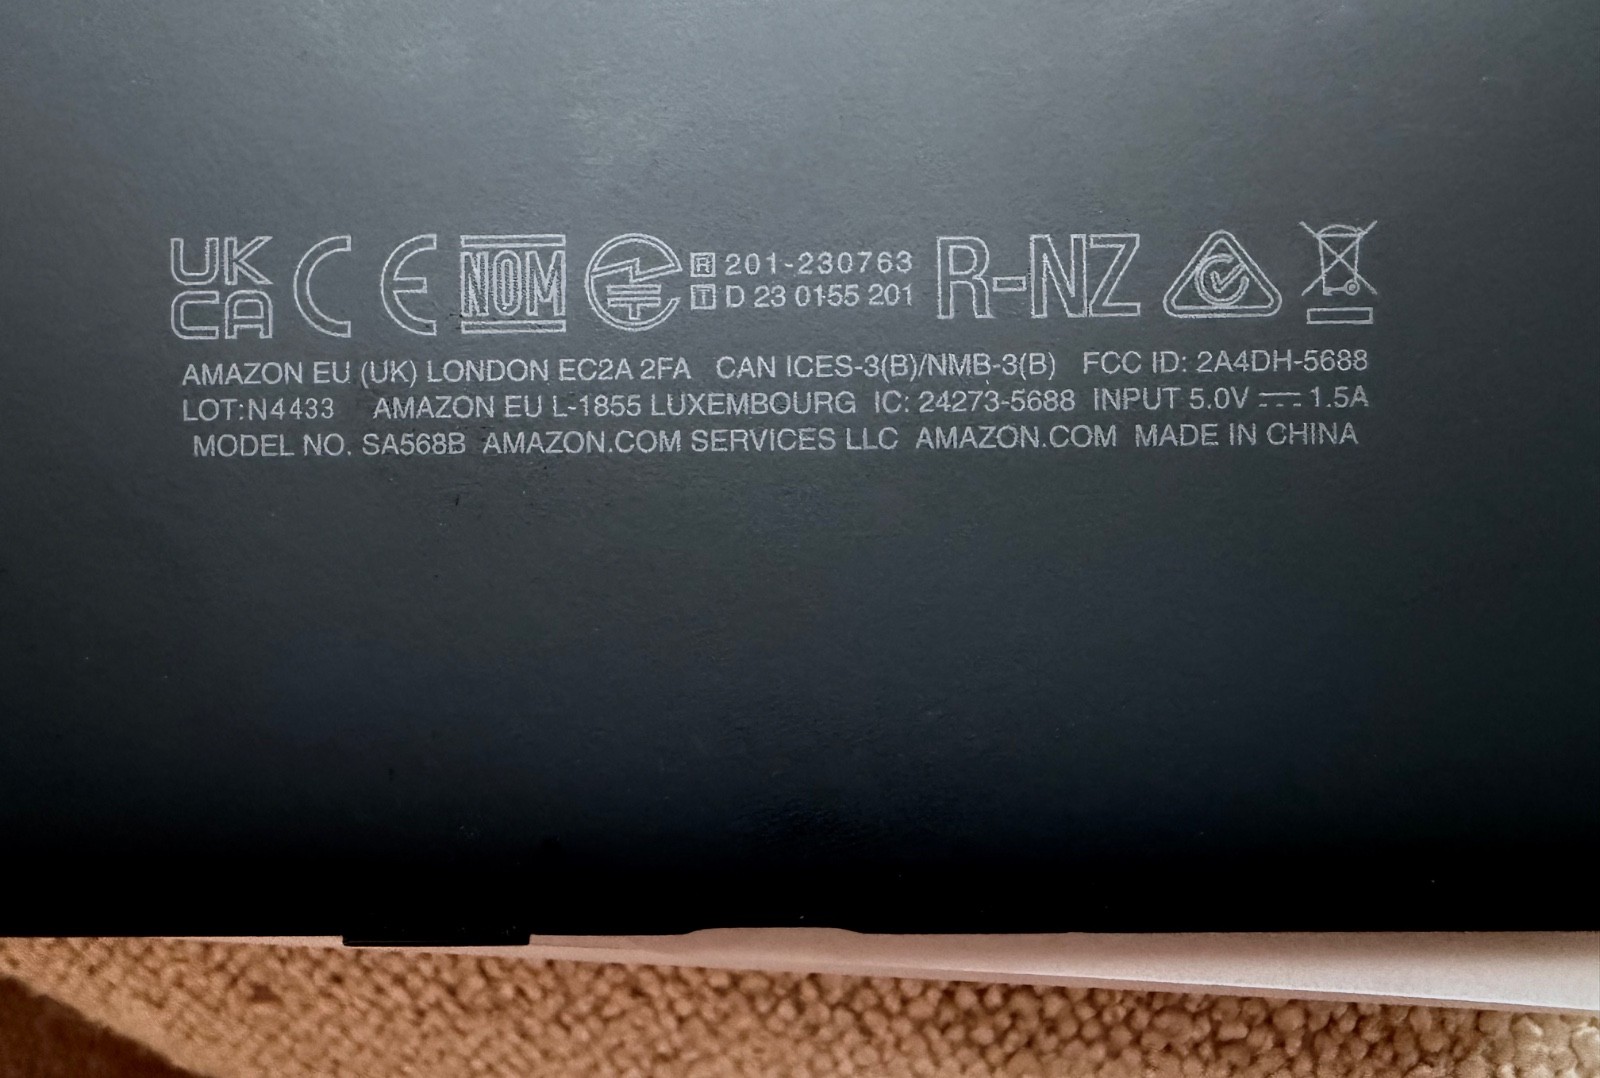 UK CA CE NOM R 201-230763 R-NZ
T D 23 0155 201
AMAZON EU (UK) LONDON EC2A 2FA CAN ICES-3(B)/NMB-3(B) FCC ID: 2A4DH-5688
LOT:N4433 AMAZON EU L-1855 LUXEMBOURG IC: 24273-5688 INPUT 5.0V ⎓ 1.5A
MODEL NO. SA568B AMAZON.COM SERVICES LLC AMAZON.COM MADE IN CHINA